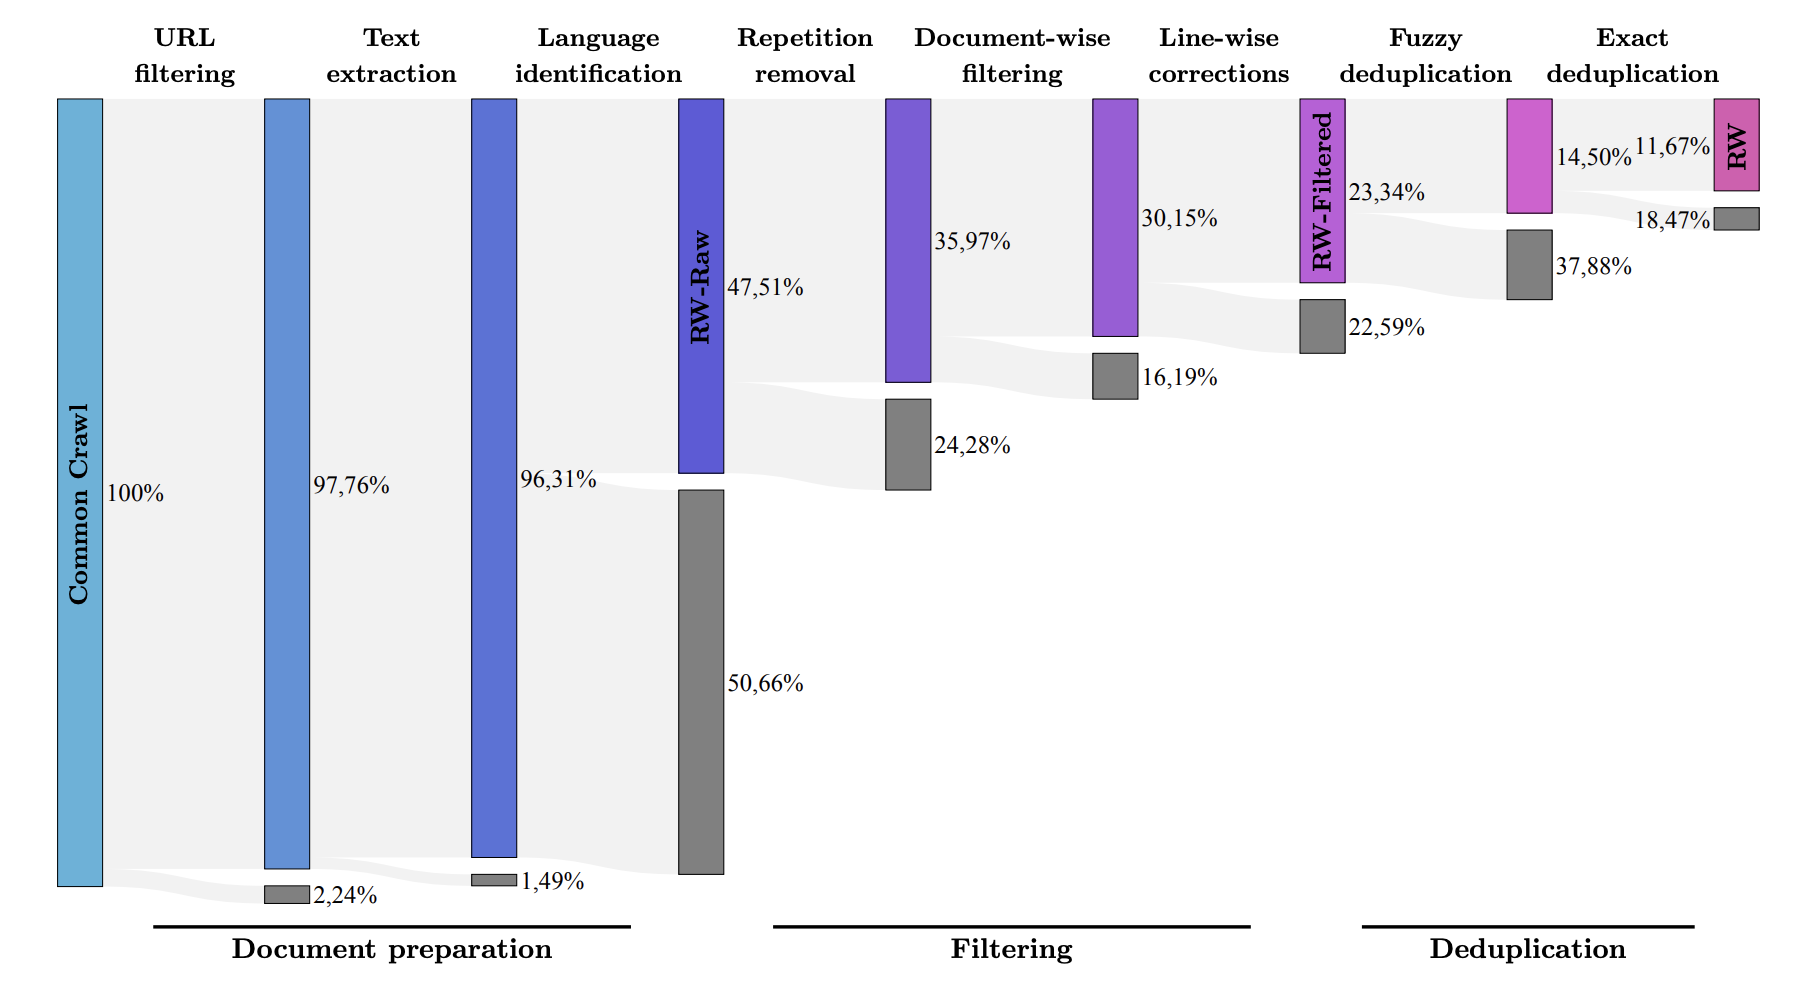 URL
filtering
Text
extraction
Language
identification
Repetition
removal
Document-wise
filtering
Line-wise
corrections
Fuzzy
deduplication
Exact
deduplication
Common Crawl
100%
97,76%
2,24%
96,31%
1,49%
RW-Raw
47,51%
50,66%
35,97%
24,28%
30,15%
16,19%
RW-Filtered
23,34%
22,59%
14,50%
37,88%
11,67%
RW
18,47%
Document preparation
Filtering
Deduplication